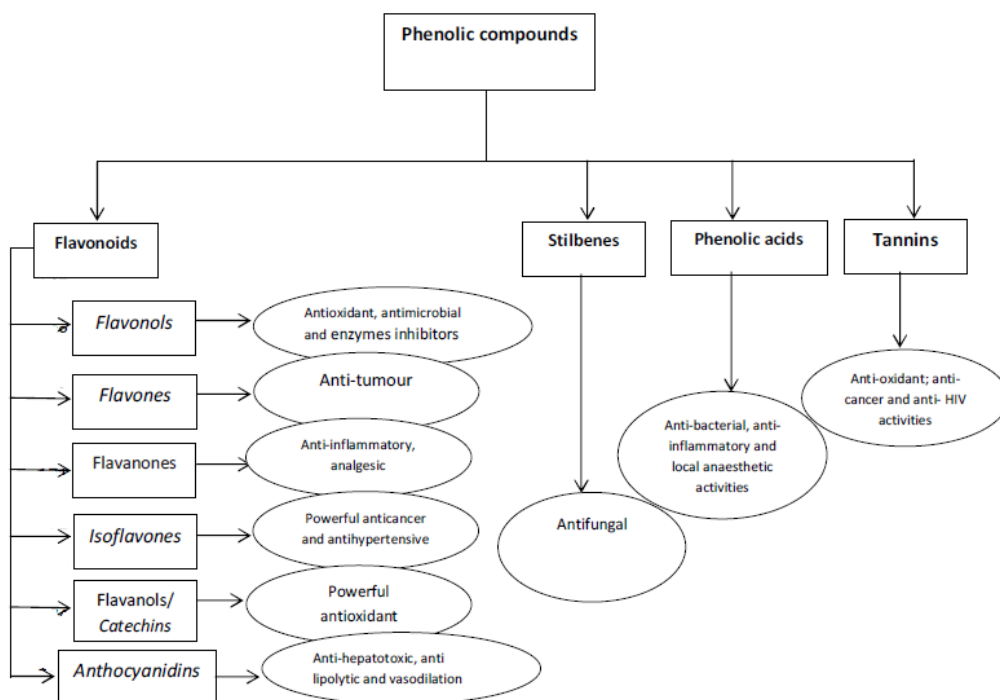 Phenolic compounds
Flavonoids
Stilbenes
Phenolic acids
Tannins
Flavonols
Antioxidant, antimicrobial
and enzymes inhibitors
Flavones
Anti-tumour
Flavanones
Anti-inflammatory,
analgesic
Isoflavones
Powerful anticancer
and antihypertensive
Flavanols/
Catechins
Powerful
antioxidant
Anthocyanidins
Anti-hepatotoxic, anti
lipolytic and vasodilation
Antifungal
Anti-bacterial, anti-
inflammatory and
local anaesthetic
activities
Anti-oxidant; anti-
cancer and anti- HIV
activities